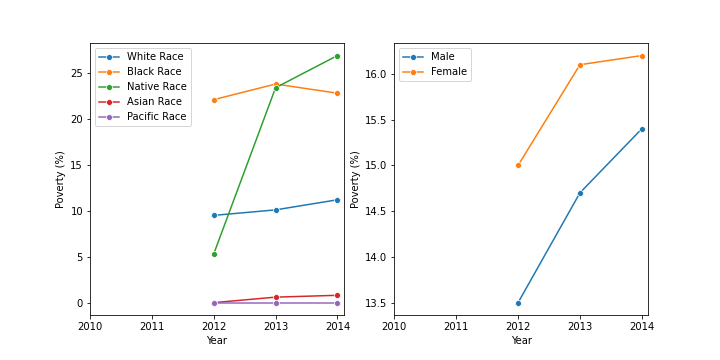 White Race
Black Race
Native Race
Asian Race
Pacific Race
25
20
15
10
5
0
Poverty (%)
2010 2011 2012 2013 2014
Year
Male
Female
16.0
15.5
15.0
14.5
14.0
13.5
Poverty (%)
2010 2011 2012 2013 2014
Year